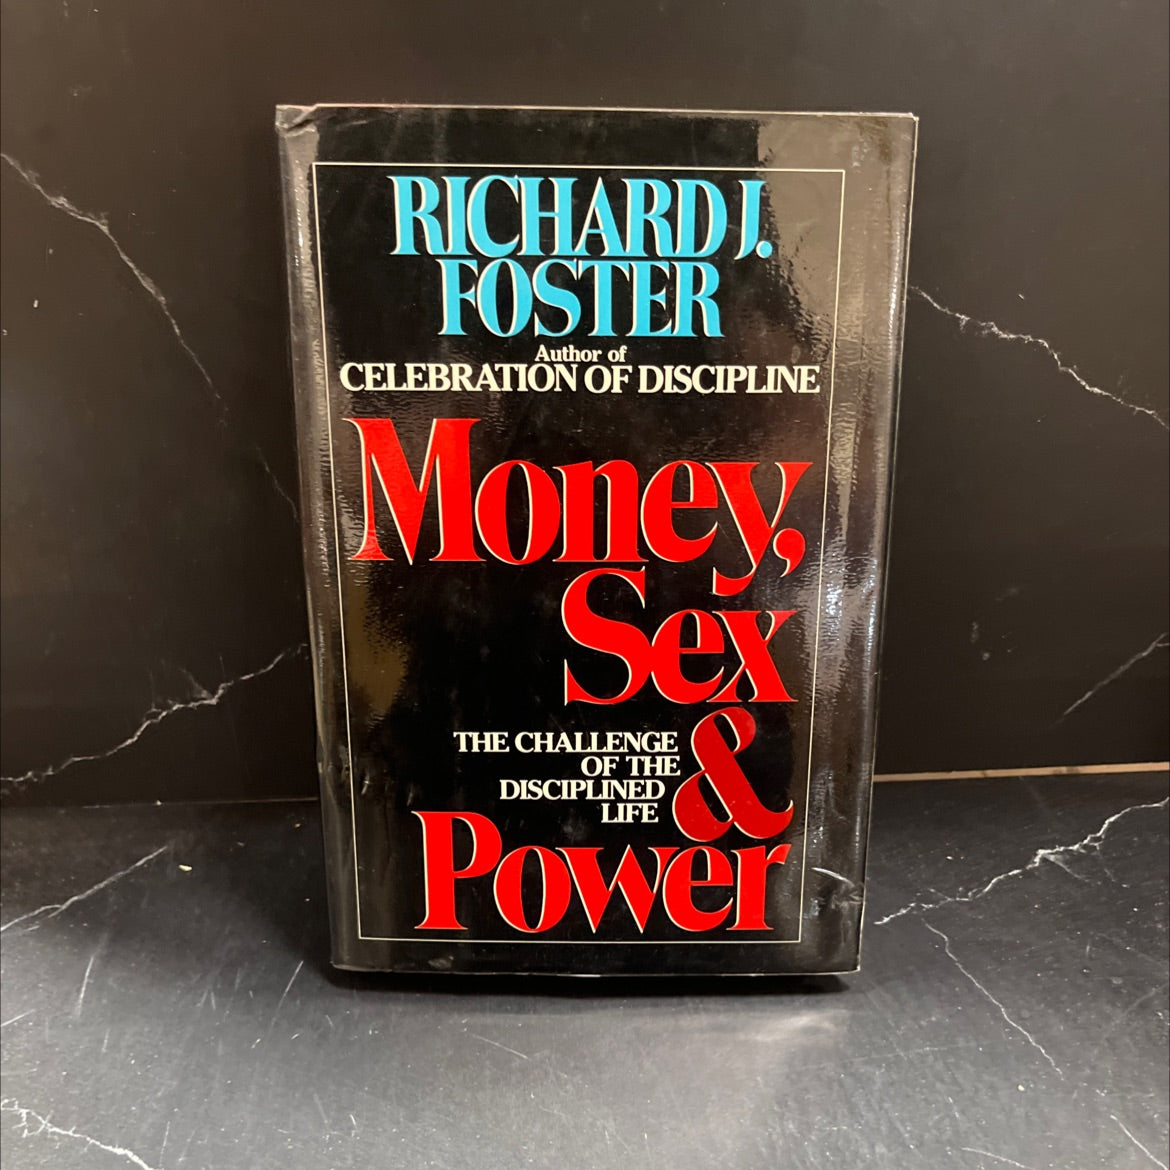 RICHARD J.
FOSTER
Author of
CELEBRATION OF DISCIPLINE
Money,
Sex
&
THE CHALLENGE
OF THE
DISCIPLINED
LIFE
Power